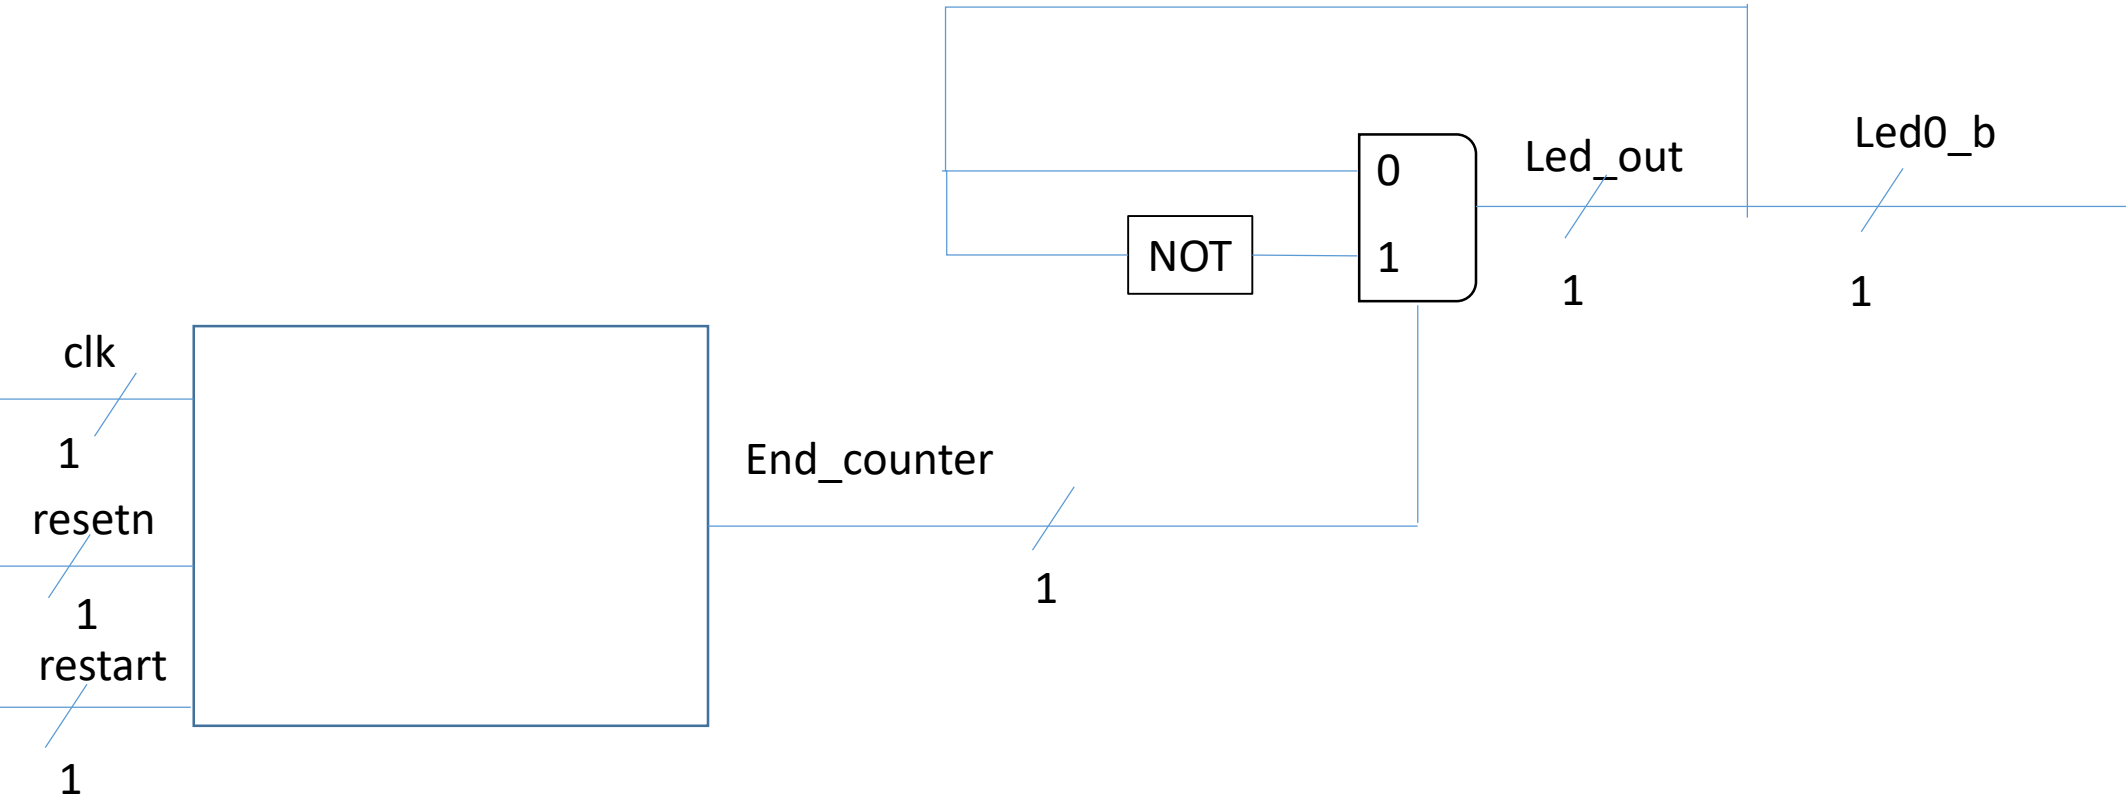 Led0_b
Led_out
0
NOT
1
1
1
clk
1
End_counter
resetn
1
1
restart
1